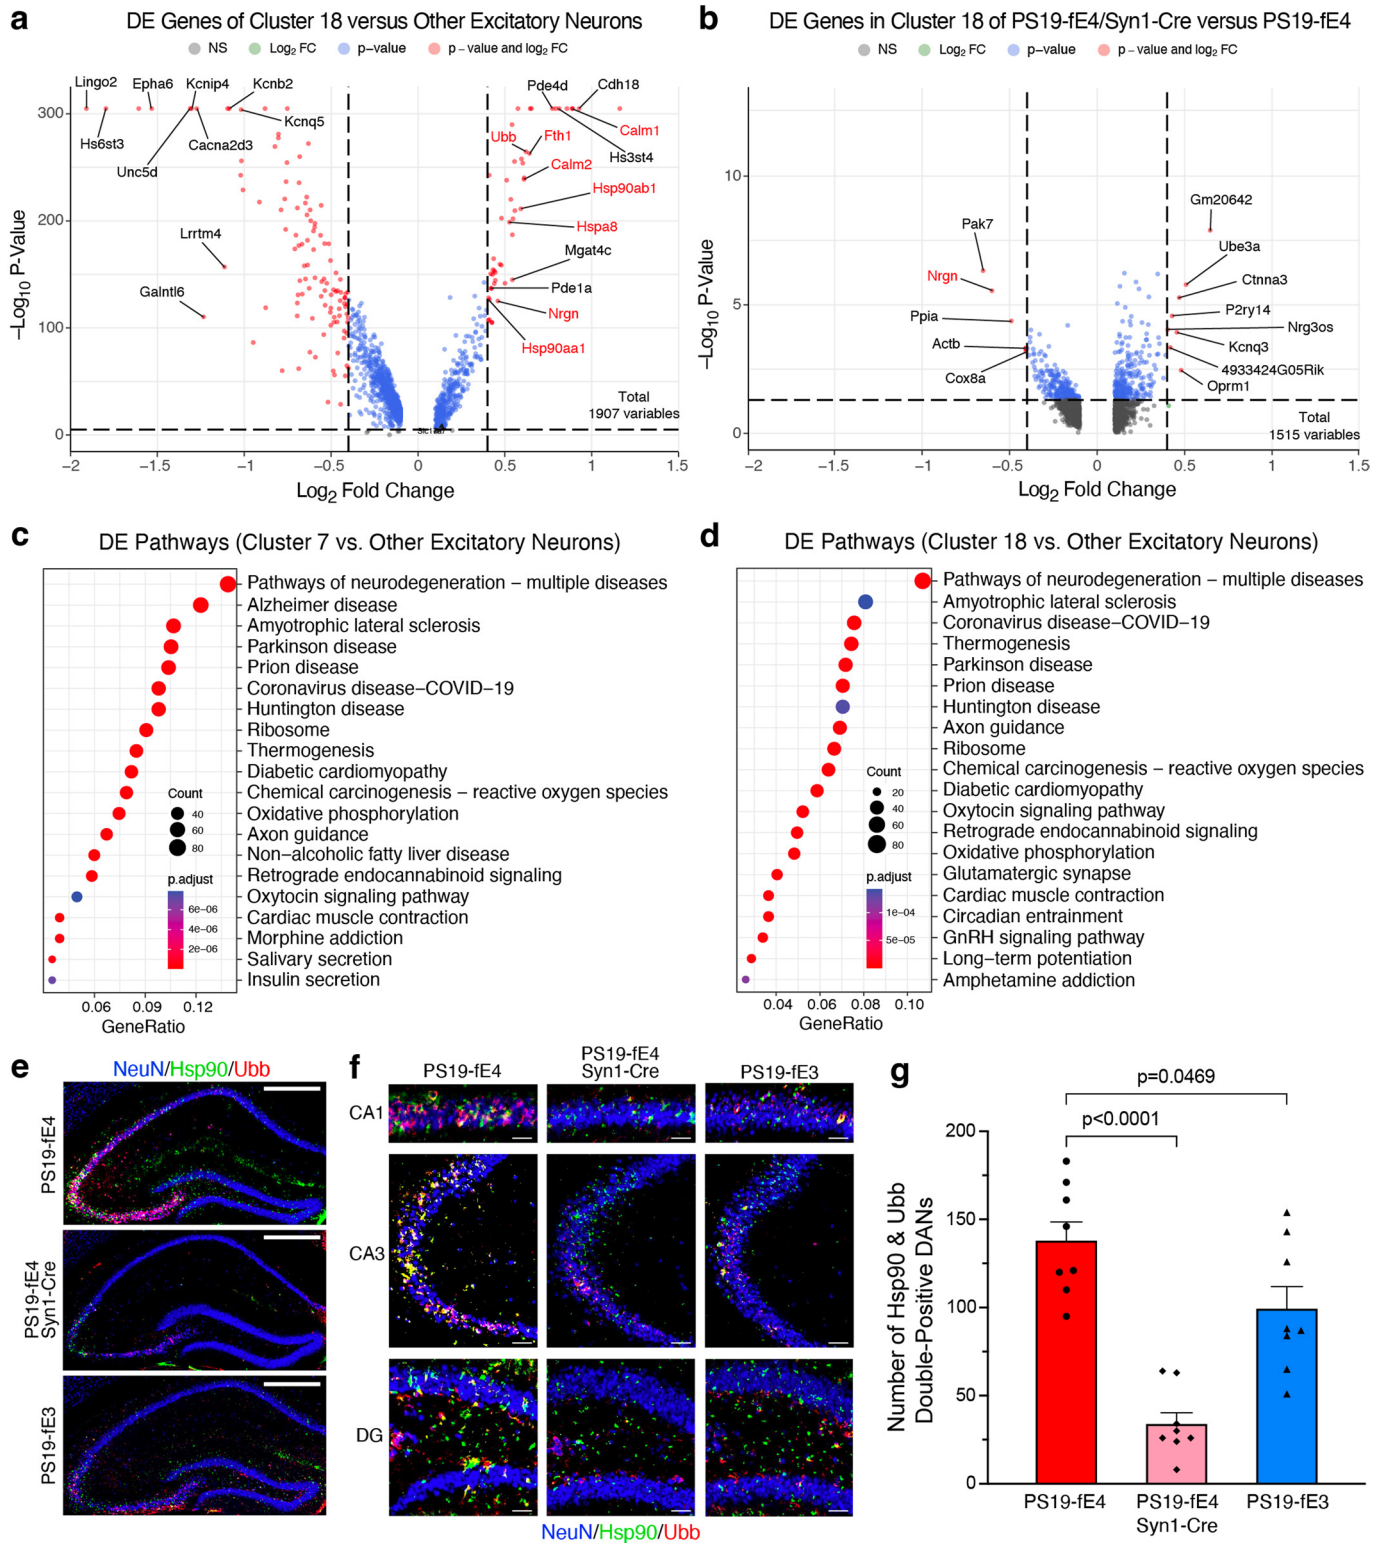 a
DE Genes of Cluster 18 versus Other Excitatory Neurons
NS Log2 FC p-value p – value and log2 FC
Lingo2 Epha6 Kcnip4 Kcnb2 Pde4d Cdh18
300
Kcnq5 Calm1
Ubb Fth1
Hs6st3 Cacna2d3 Hs3st4
Unc5d Calm2
Hsp90ab1
200
Lrrtm4 Hspa8
Mgat4c
Galntl6 Pde1a
Nrgn
100
Hsp90aa1
Total
1907 variables
0
−Log10 P-Value
−2 −1.5 −1 −0.5 0 0.5 1 1.5
Log2 Fold Change
b
DE Genes in Cluster 18 of PS19-fE4/Syn1-Cre versus PS19-fE4
NS Log2 FC p-value p – value and log2 FC
10
Gm20642
Pak7
Ube3a
Nrgn Ctnna3
5
Ppia P2ry14
Nrg3os
Actb Kcnq3
4933424G05Rik
Cox8a Oprm1
Total
1515 variables
0
−Log10 P-Value
−2 −1.5 −1 −0.5 0 0.5 1 1.5
Log2 Fold Change
c
DE Pathways (Cluster 7 vs. Other Excitatory Neurons)
Pathways of neurodegeneration − multiple diseases
Alzheimer disease
Amyotrophic lateral sclerosis
Parkinson disease
Prion disease
Coronavirus disease−COVID−19
Huntington disease
Ribosome
Thermogenesis
Diabetic cardiomyopathy
Chemical carcinogenesis − reactive oxygen species
Oxidative phosphorylation
Axon guidance
Non−alcoholic fatty liver disease
Retrograde endocannabinoid signaling
Oxytocin signaling pathway
Cardiac muscle contraction
Morphine addiction
Salivary secretion
Insulin secretion
Count
40
60
80
p.adjust
6e−06
4e−06
2e−06
0.06 0.09 0.12
GeneRatio
d
DE Pathways (Cluster 18 vs. Other Excitatory Neurons)
Pathways of neurodegeneration − multiple diseases
Amyotrophic lateral sclerosis
Coronavirus disease−COVID−19
Thermogenesis
Parkinson disease
Prion disease
Huntington disease
Axon guidance
Ribosome
Chemical carcinogenesis − reactive oxygen species
Diabetic cardiomyopathy
Oxytocin signaling pathway
Retrograde endocannabinoid signaling
Oxidative phosphorylation
Glutamatergic synapse
Cardiac muscle contraction
Circadian entrainment
GnRH signaling pathway
Long−term potentiation
Amphetamine addiction
Count
20
40
60
80
p.adjust
1e−04
5e−05
0.04 0.06 0.08 0.10
GeneRatio
e
NeuN/Hsp90/Ubb
PS19-fE4
PS19-fE4
Syn1-Cre
PS19-fE3
f
PS19-fE4
PS19-fE4
Syn1-Cre
PS19-fE3
CA1
CA3
DG
NeuN/Hsp90/Ubb
g
p=0.0469
p<0.0001
Number of Hsp90 & Ubb
Double-Positive DANs
200
150
100
50
0
PS19-fE4 PS19-fE4 PS19-fE3
Syn1-Cre